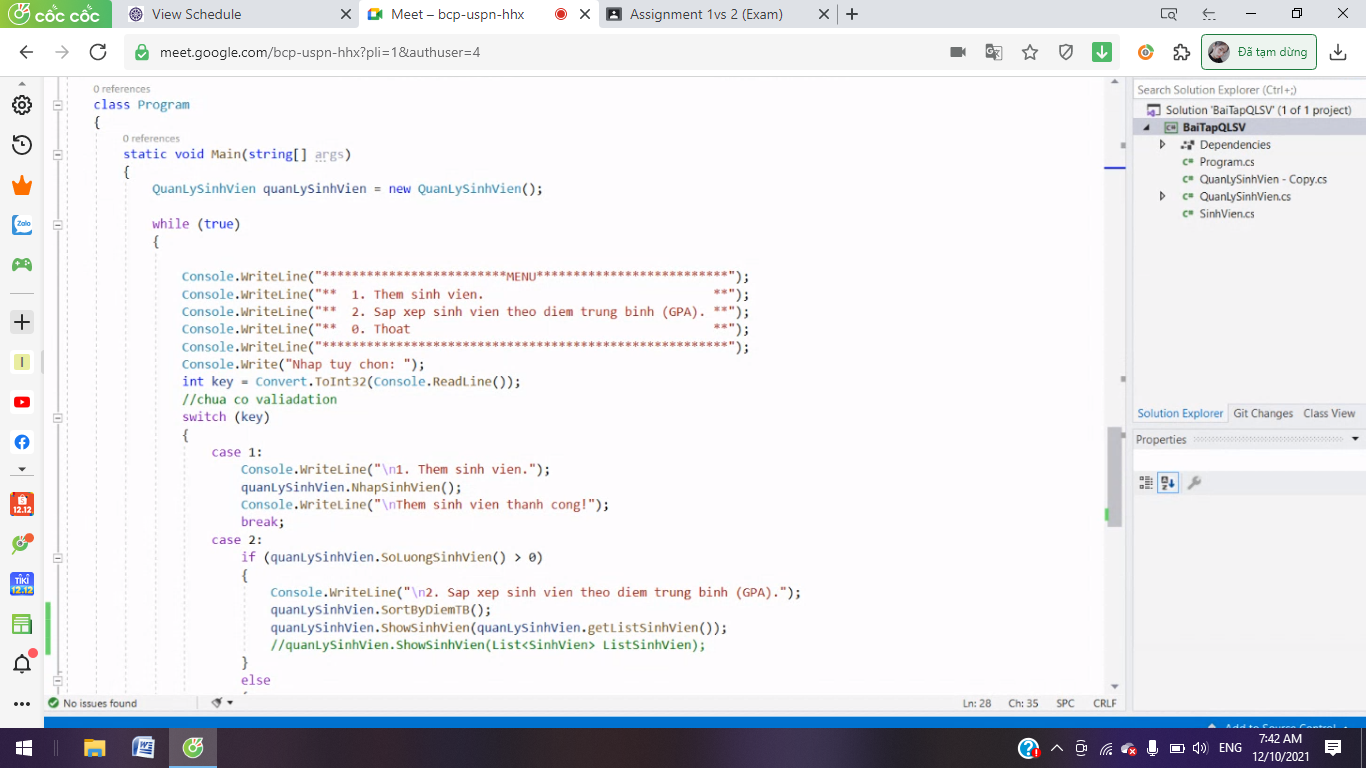 cốc cốc
View Schedule
Meet – bcp-uspn-hhx
Assignment 1vs 2 (Exam)
meet.google.com/bcp-uspn-hhx?pli=1&authuser=4
Đã tạm dừng
0 references
class Program
{
0 references
static void Main(string[] args)
{
QuanLySinhVien quanLySinhVien = new QuanLySinhVien();
while (true)
{
Console.WriteLine("*************************MENU**************************");
Console.WriteLine("**  1. Them sinh vien.                               **");
Console.WriteLine("**  2. Sap xep sinh vien theo diem trung binh (GPA). **");
Console.WriteLine("**  0. Thoat                                         **");
Console.WriteLine("*******************************************************");
Console.Write("Nhap tuy chon: ");
int key = Convert.ToInt32(Console.ReadLine());
//chua co valiadation
switch (key)
{
case 1:
Console.WriteLine("\n1. Them sinh vien.");
quanLySinhVien.NhapSinhVien();
Console.WriteLine("\nThem sinh vien thanh cong!");
break;
case 2:
if (quanLySinhVien.SoLuongSinhVien() > 0)
{
Console.WriteLine("\n2. Sap xep sinh vien theo diem trung binh (GPA).");
quanLySinhVien.SortByDiemTB();
quanLySinhVien.ShowSinhVien(quanLySinhVien.getListSinhVien());
//quanLySinhVien.ShowSinhVien(List<SinhVien> ListSinhVien);
}
else
Search Solution Explorer (Ctrl+;)
Solution 'BaiTapQLSV' (1 of 1 project)
BaiTapQLSV
Dependencies
Program.cs
QuanLySinhVien - Copy.cs
QuanLySinhVien.cs
SinhVien.cs
Solution Explorer Git Changes Class View
Properties
Zalo
12.12
TIKI
12.12
No issues found
Ln: 28 Ch: 35 SPC CRLF
Add to Source Control
ENG
7:42 AM
12/10/2021